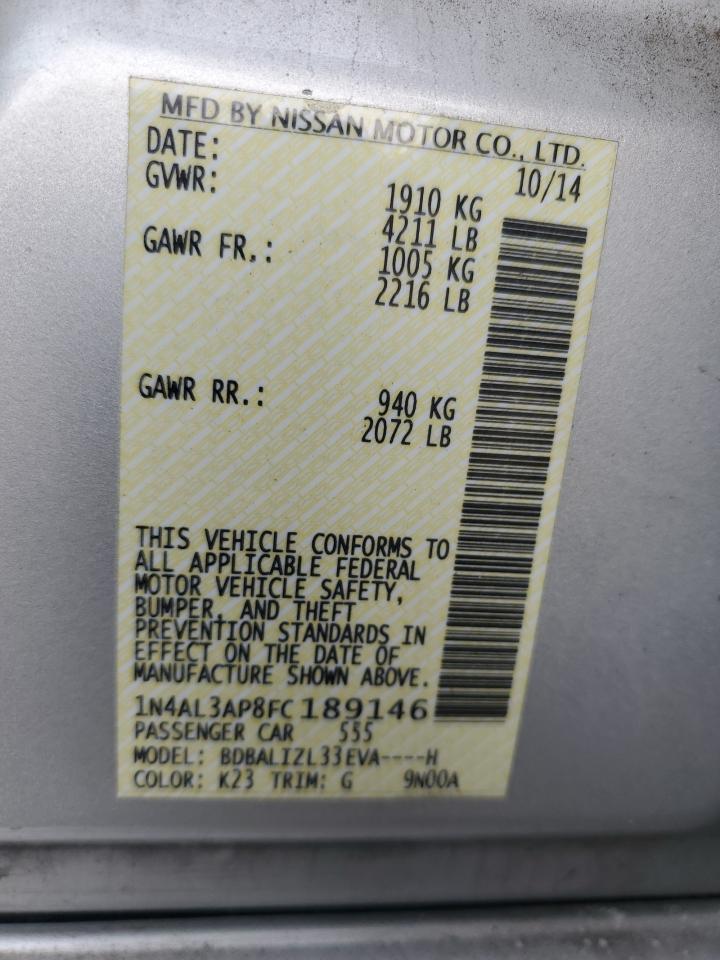 MFD BY NISSAN MOTOR CO., LTD.
DATE: 10/14
GVWR: 1910 KG
4211 LB
GAWR FR.: 1005 KG
2216 LB
GAWR RR.: 940 KG
2072 LB
THIS VEHICLE CONFORMS TO
ALL APPLICABLE FEDERAL
MOTOR VEHICLE SAFETY,
BUMPER, AND THEFT
PREVENTION STANDARDS IN
EFFECT ON THE DATE OF
MANUFACTURE SHOWN ABOVE.
1N4AL3AP8FC189146
PASSENGER CAR 555
MODEL: BDBALIZL33EVA----H
COLOR: K23 TRIM: G 9N00A